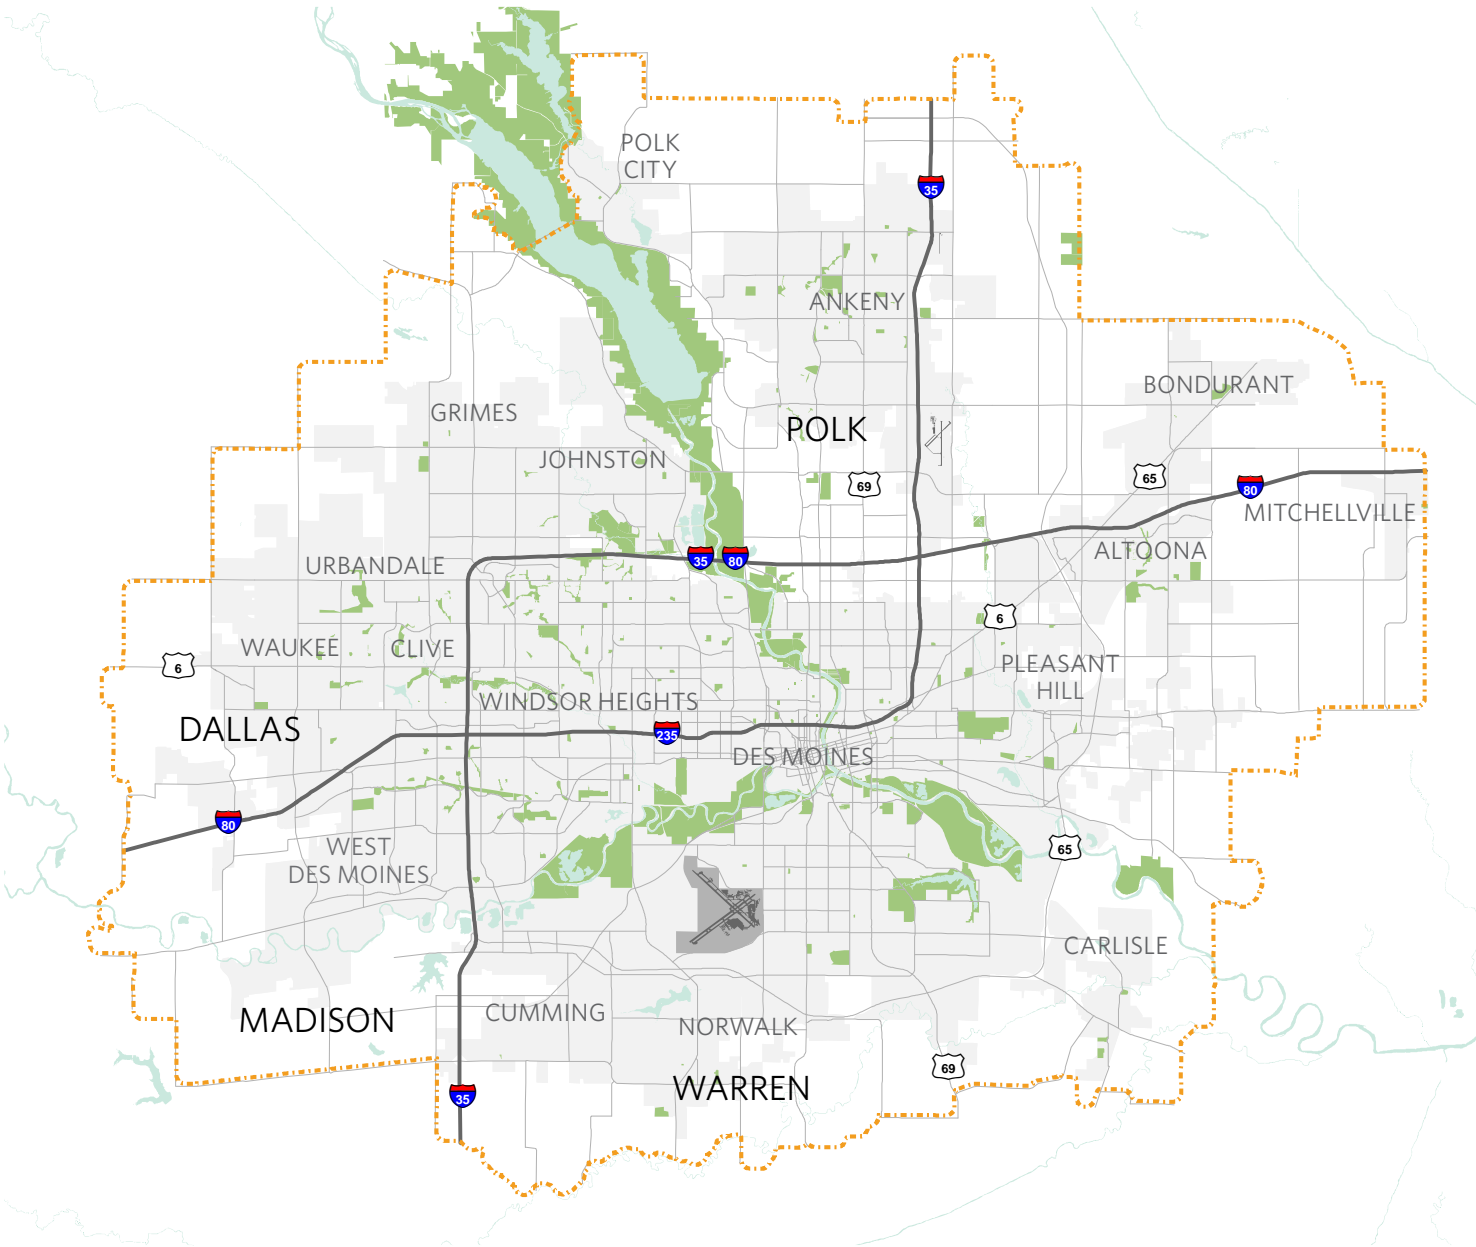 POLK
CITY
35
ANKENY
BONDURANT
GRIMES
POLK
JOHNSTON
69
65
80
MITCHELLVILLE
ALTOONA
35
80
URBANDALE
6
WAUKEE
CLIVE
6
PLEASANT
HILL
WINDSOR HEIGHTS
DALLAS
235
DES MOINES
80
WEST
DES MOINES
65
CARLISLE
MADISON
CUMMING
NORWALK
69
WARREN
35